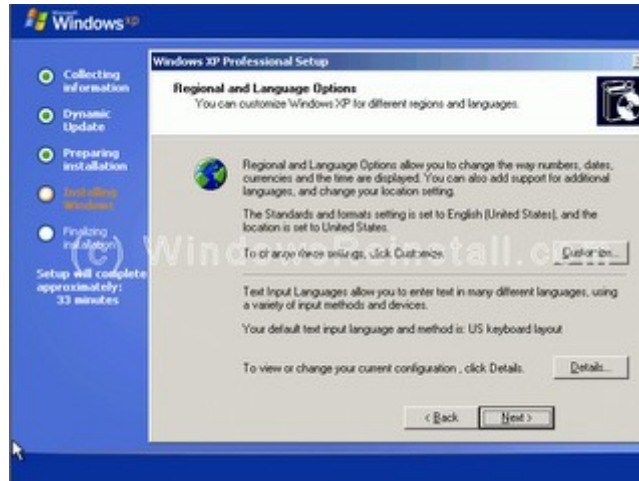 Microsoft
Windows xp
Collecting
information
Dynamic
Update
Preparing
installation
Installing
Windows
Finalizing
installation
Setup will complete
approximately:
33 minutes
Windows XP Professional Setup
Regional and Language Options
You can customize Windows XP for different regions and languages.
Regional and Language Options allow you to change the way numbers, dates,
currencies and the time are displayed. You can also add support for additional
languages, and change your location setting.
The Standards and formats setting is set to English (United States), and the
location is set to United States.
To change these settings, click Customize.
Customize...
Text Input Languages allow you to enter text in many different languages, using
a variety of input methods and devices.
Your default text input language and method is: US keyboard layout
To view or change your current configuration , click Details.
Details...
< Back
Next >
(c) WindowsReinstall.com